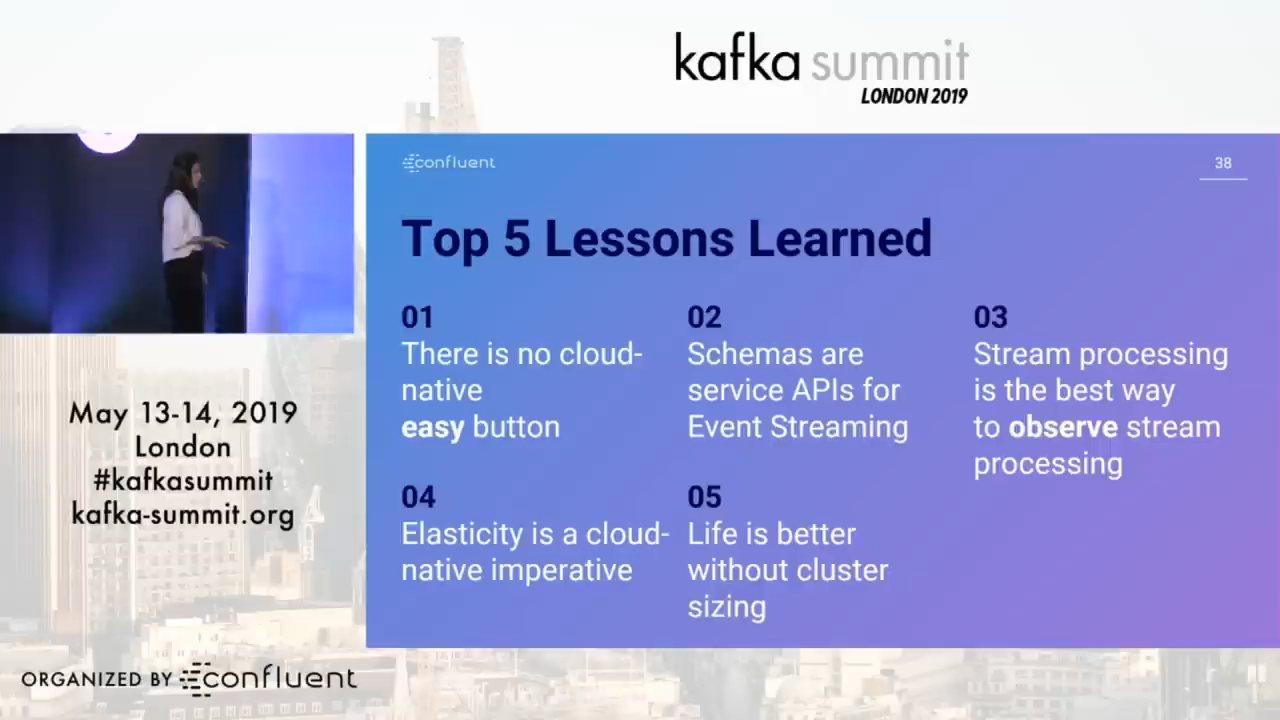 kafka summit
LONDON 2019
confluent
38
Top 5 Lessons Learned
01
There is no cloud-
native
easy button
02
Schemas are
service APIs for
Event Streaming
03
Stream processing
is the best way
to observe stream
processing
04
Elasticity is a cloud-
native imperative
05
Life is better
without cluster
sizing
May 13-14, 2019
London
#kafkasummit
kafka-summit.org
ORGANIZED BY confluent